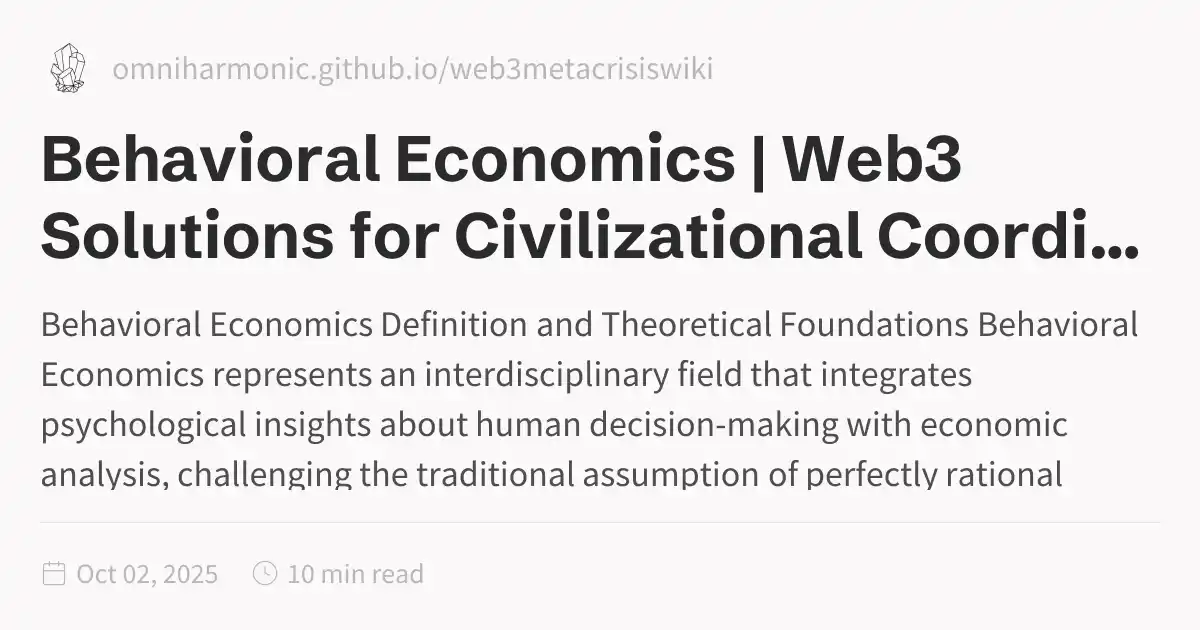 omniharmonic.github.io/web3metacrisiswiki
Behavioral Economics | Web3
Solutions for Civilizational Coordi...
Behavioral Economics Definition and Theoretical Foundations Behavioral
Economics represents an interdisciplinary field that integrates
psychological insights about human decision-making with economic
analysis, challenging the traditional assumption of perfectly rational
Oct 02, 2025
10 min read